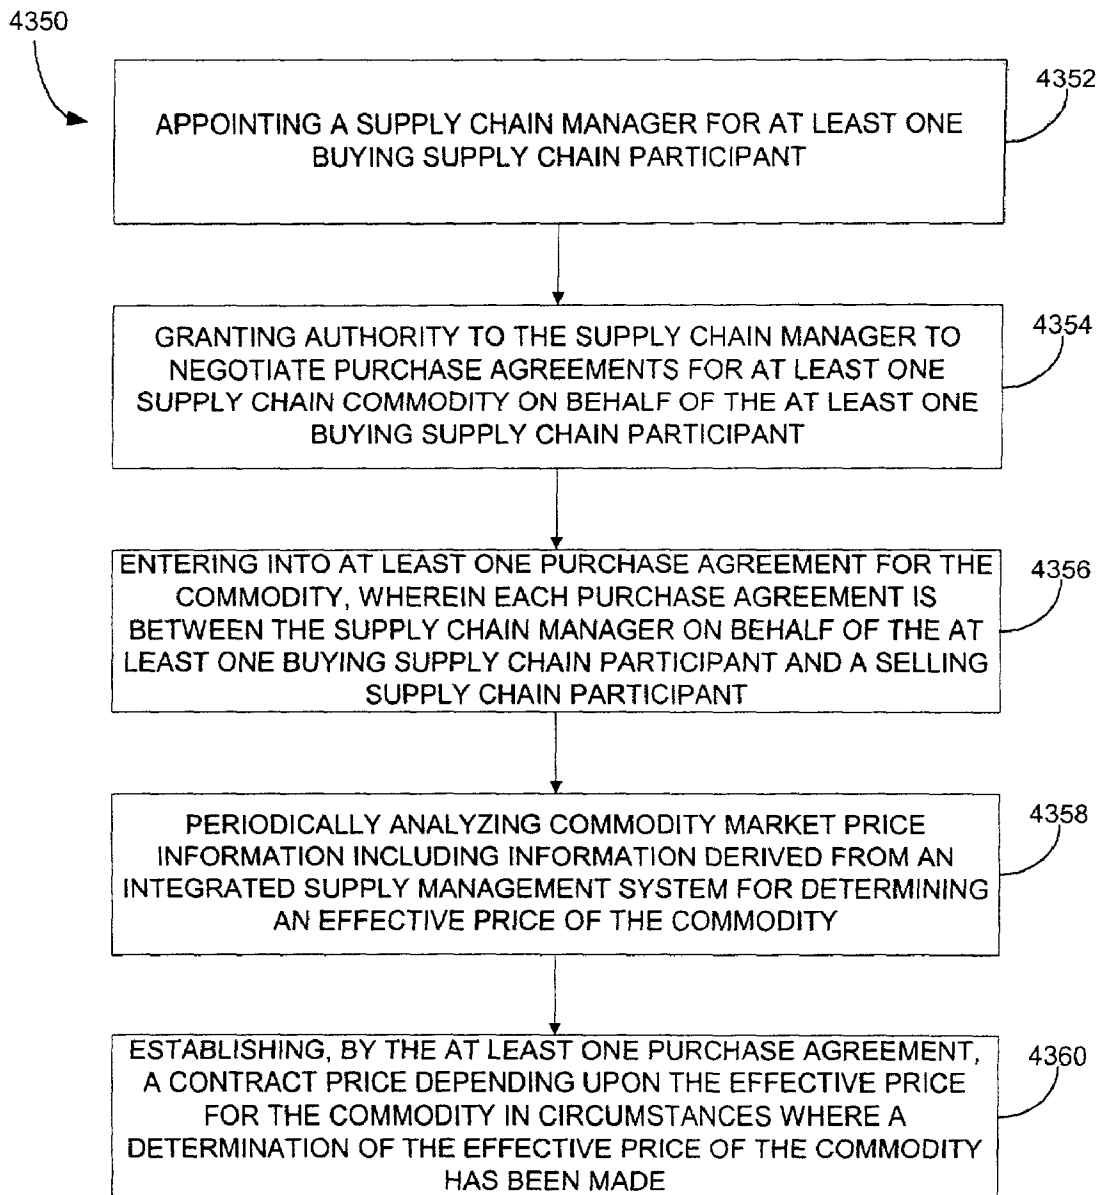 4350
4352
APPOINTING A SUPPLY CHAIN MANAGER FOR AT LEAST ONE
BUYING SUPPLY CHAIN PARTICIPANT
4354
GRANTING AUTHORITY TO THE SUPPLY CHAIN MANAGER TO
NEGOTIATE PURCHASE AGREEMENTS FOR AT LEAST ONE
SUPPLY CHAIN COMMODITY ON BEHALF OF THE AT LEAST ONE
BUYING SUPPLY CHAIN PARTICIPANT
4356
ENTERING INTO AT LEAST ONE PURCHASE AGREEMENT FOR THE
COMMODITY, WHEREIN EACH PURCHASE AGREEMENT IS
BETWEEN THE SUPPLY CHAIN MANAGER ON BEHALF OF THE AT
LEAST ONE BUYING SUPPLY CHAIN PARTICIPANT AND A SELLING
SUPPLY CHAIN PARTICIPANT
4358
PERIODICALLY ANALYZING COMMODITY MARKET PRICE
INFORMATION INCLUDING INFORMATION DERIVED FROM AN
INTEGRATED SUPPLY MANAGEMENT SYSTEM FOR DETERMINING
AN EFFECTIVE PRICE OF THE COMMODITY
4360
ESTABLISHING, BY THE AT LEAST ONE PURCHASE AGREEMENT,
A CONTRACT PRICE DEPENDING UPON THE EFFECTIVE PRICE
FOR THE COMMODITY IN CIRCUMSTANCES WHERE A
DETERMINATION OF THE EFFECTIVE PRICE OF THE COMMODITY
HAS BEEN MADE